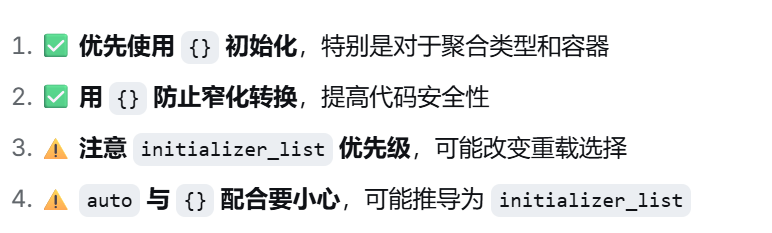 1. ✅ 优先使用 {} 初始化，特别是对于聚合类型和容器
2. ✅ 用 {} 防止窄化转换，提高代码安全性
3. ⚠️ 注意 initializer_list 优先级，可能改变重载选择
4. ⚠️ auto 与 {} 配合要小心，可能推导为 initializer_list